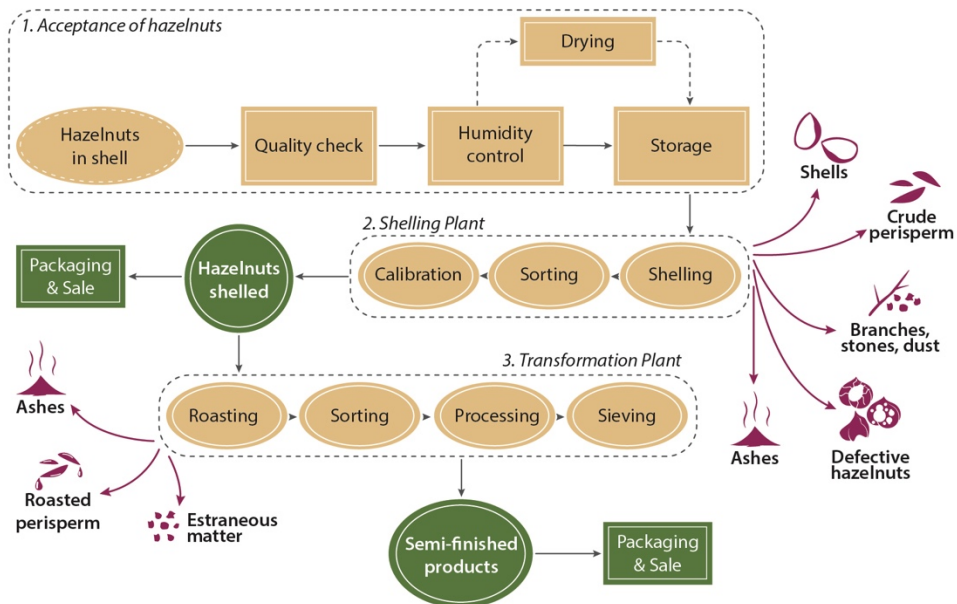 1. Acceptance of hazelnuts
Drying
Hazelnuts
in shell
Quality check
Humidity
control
Storage
Shells
Crude
perisperm
2. Shelling Plant
Packaging
& Sale
Hazelnuts
shelled
Calibration
Sorting
Shelling
Branches,
stones, dust
3. Transformation Plant
Ashes
Roasting
Sorting
Processing
Sieving
Ashes
Defective
hazelnuts
Roasted
perisperm
Estraneous
matter
Semi-finished
products
Packaging
& Sale